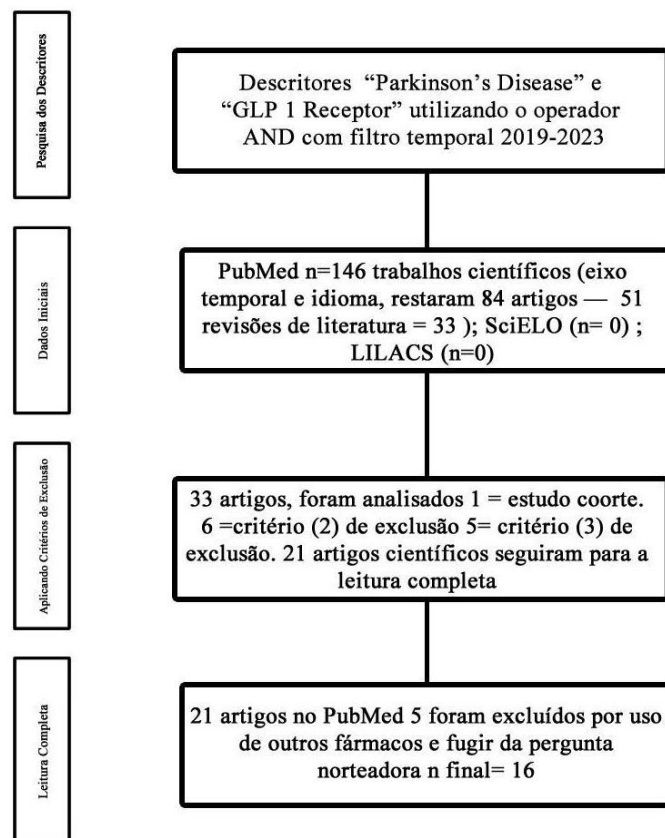 Pesquisa dos Descritores
Descritores “Parkinson’s Disease” e
“GLP 1 Receptor” utilizando o operador
AND com filtro temporal 2019-2023
Dados Iniciais
PubMed n=146 trabalhos científicos (eixo
temporal e idioma, restaram 84 artigos — 51
revisões de literatura = 33 ); SciELO (n= 0) ;
LILACS (n=0)
Aplicando Critérios de Exclusão
33 artigos, foram analisados 1 = estudo coorte.
6 =critério (2) de exclusão 5= critério (3) de
exclusão. 21 artigos científicos seguiram para a
leitura completa
Leitura Completa
21 artigos no PubMed 5 foram excluídos por uso
de outros fármacos e fugir da pergunta
norteadora n final= 16